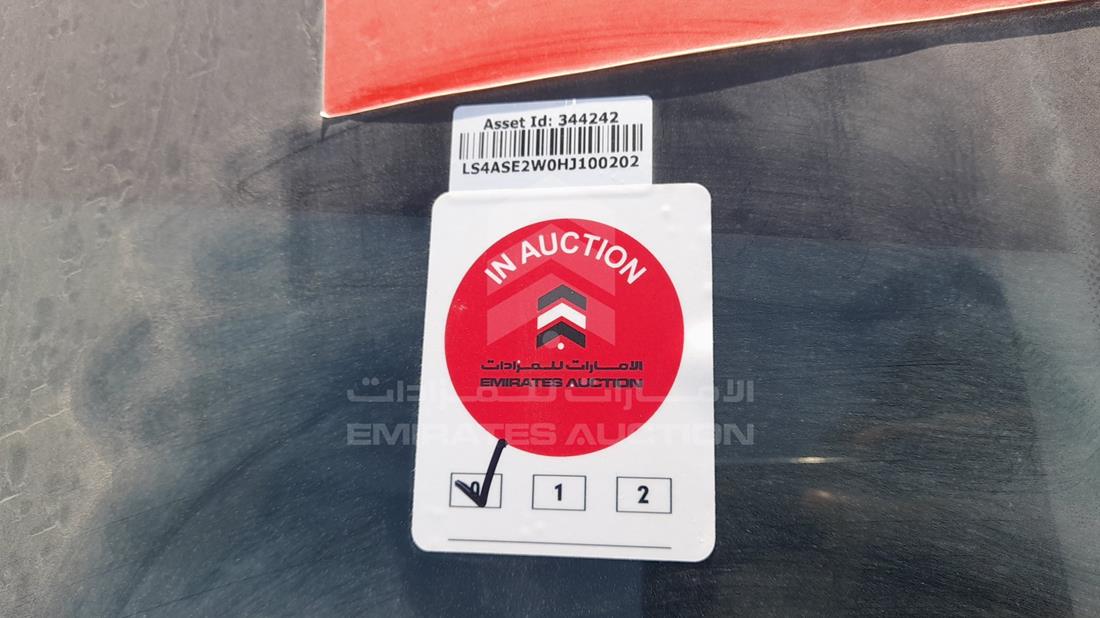 Asset Id: 344242
LS4ASE2W0HJ100202
IN AUCTION
الامارات للمزادات
EMIRATES AUCTION
الامارات للمزادات
EMIRATES AUCTION
0 1 2